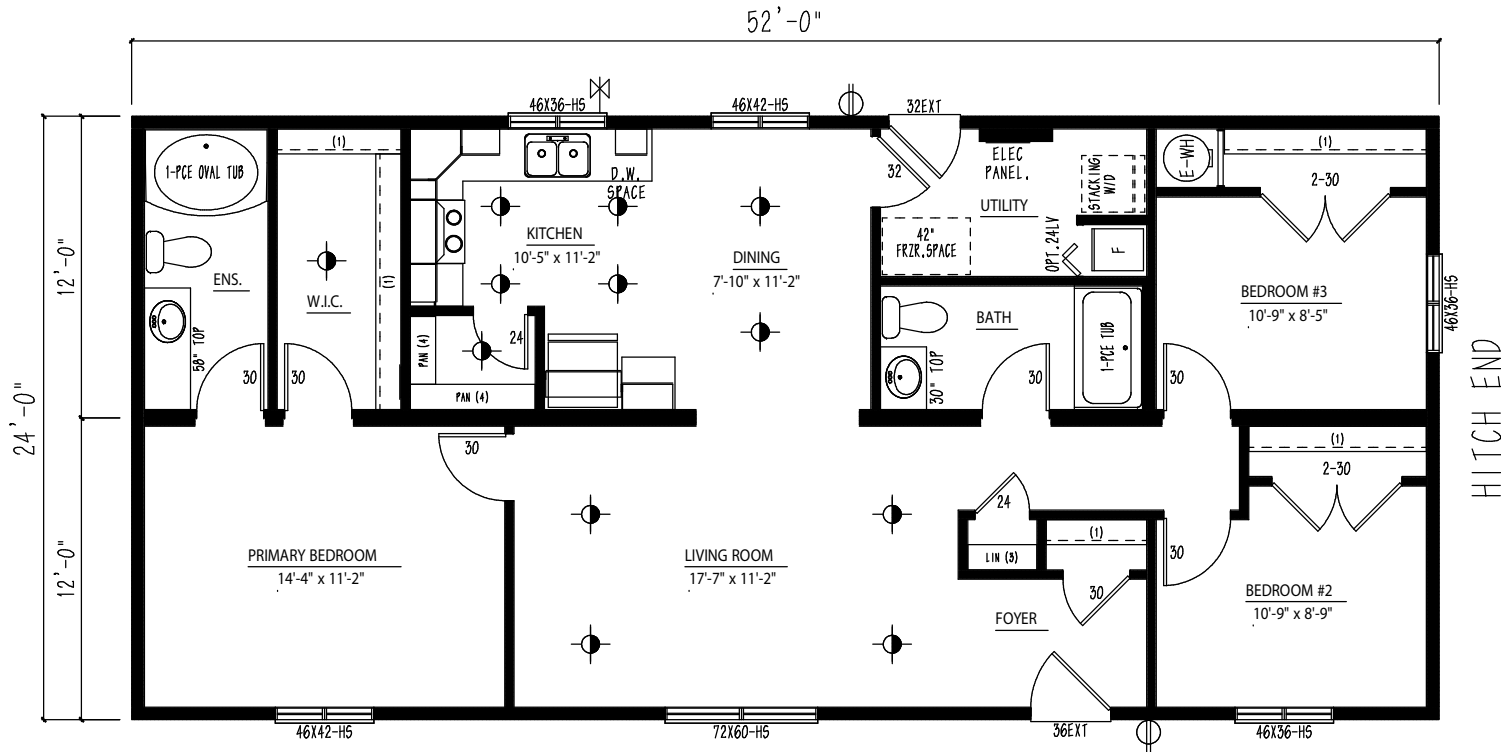 52'-0"
46X36-HS
46X42-HS
32EXT
1-PCE OVAL TUB
(1)
D.W.
SPACE
32
ELEC
PANEL.
STACKING
W/D
E-WH
(1)
2-30
UTILITY
KITCHEN
10'-5" x 11'-2"
DINING
7'-10" x 11'-2"
42"
FRZR.SPACE
OPT.24LV
F
12'-0"
ENS.
W.I.C.
(1)
BEDROOM #3
10'-9" x 8'-5"
46X36-HS
58" TOP
30
30
PAN (4)
24
PAN (4)
BATH
30" TOP
30
1-PCE TUB
30
HITCH END
24'-0"
30
(1)
2-30
24
LIN (3)
(1)
30
30
12'-0"
PRIMARY BEDROOM
14'-4" x 11'-2"
LIVING ROOM
17'-7" x 11'-2"
FOYER
BEDROOM #2
10'-9" x 8'-9"
46X42-HS
72X60-HS
36EXT
46X36-HS